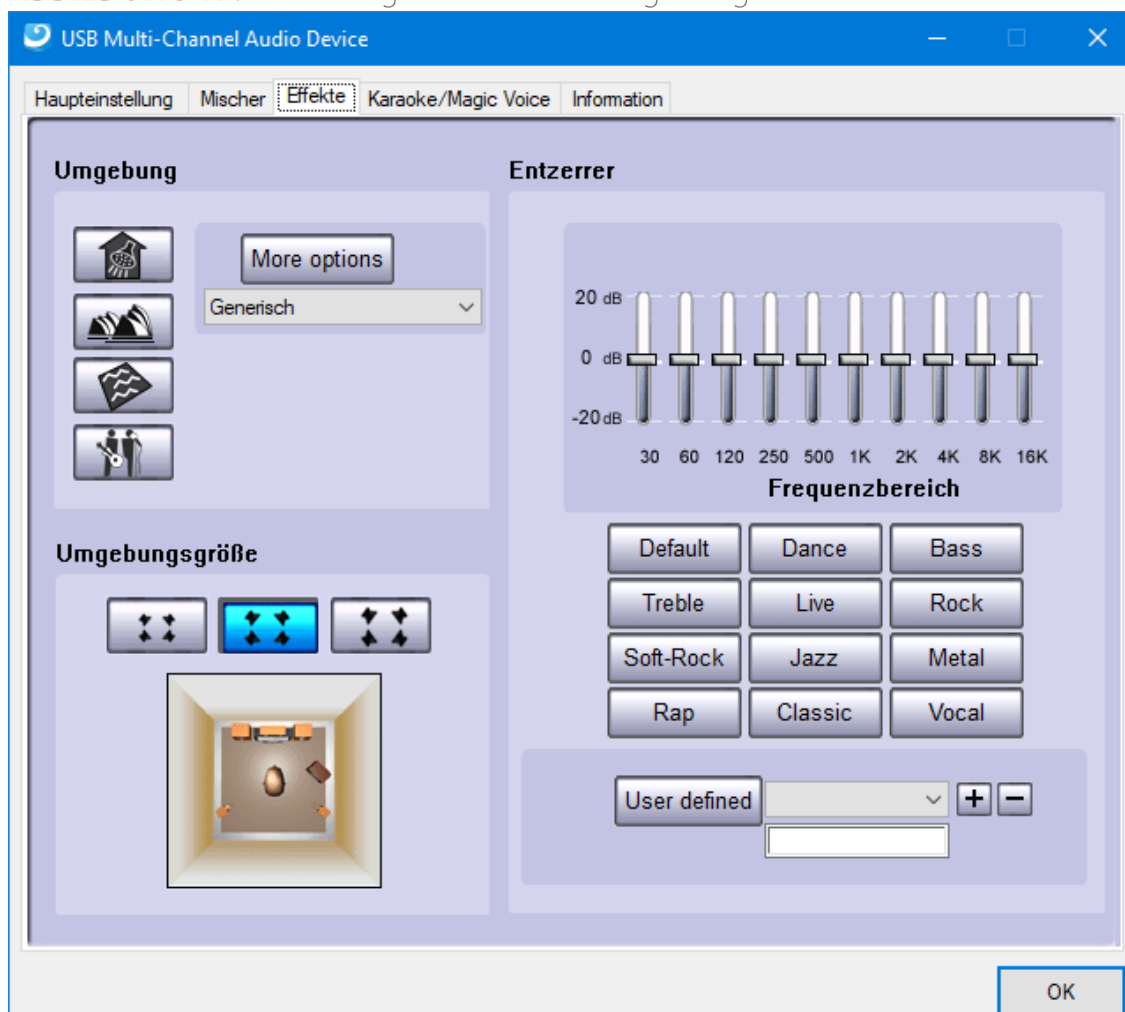 USB Multi-Channel Audio Device
Haupteinstellung Mischer Effekte Karaoke/Magic Voice Information
Umgebung
More options
Generisch
Umgebungsgröße
Entzerrer
20 dB
0 dB
-20 dB
30 60 120 250 500 1K 2K 4K 8K 16K
Frequenzbereich
Default Dance Bass
Treble Live Rock
Soft-Rock Jazz Metal
Rap Classic Vocal
User defined
OK